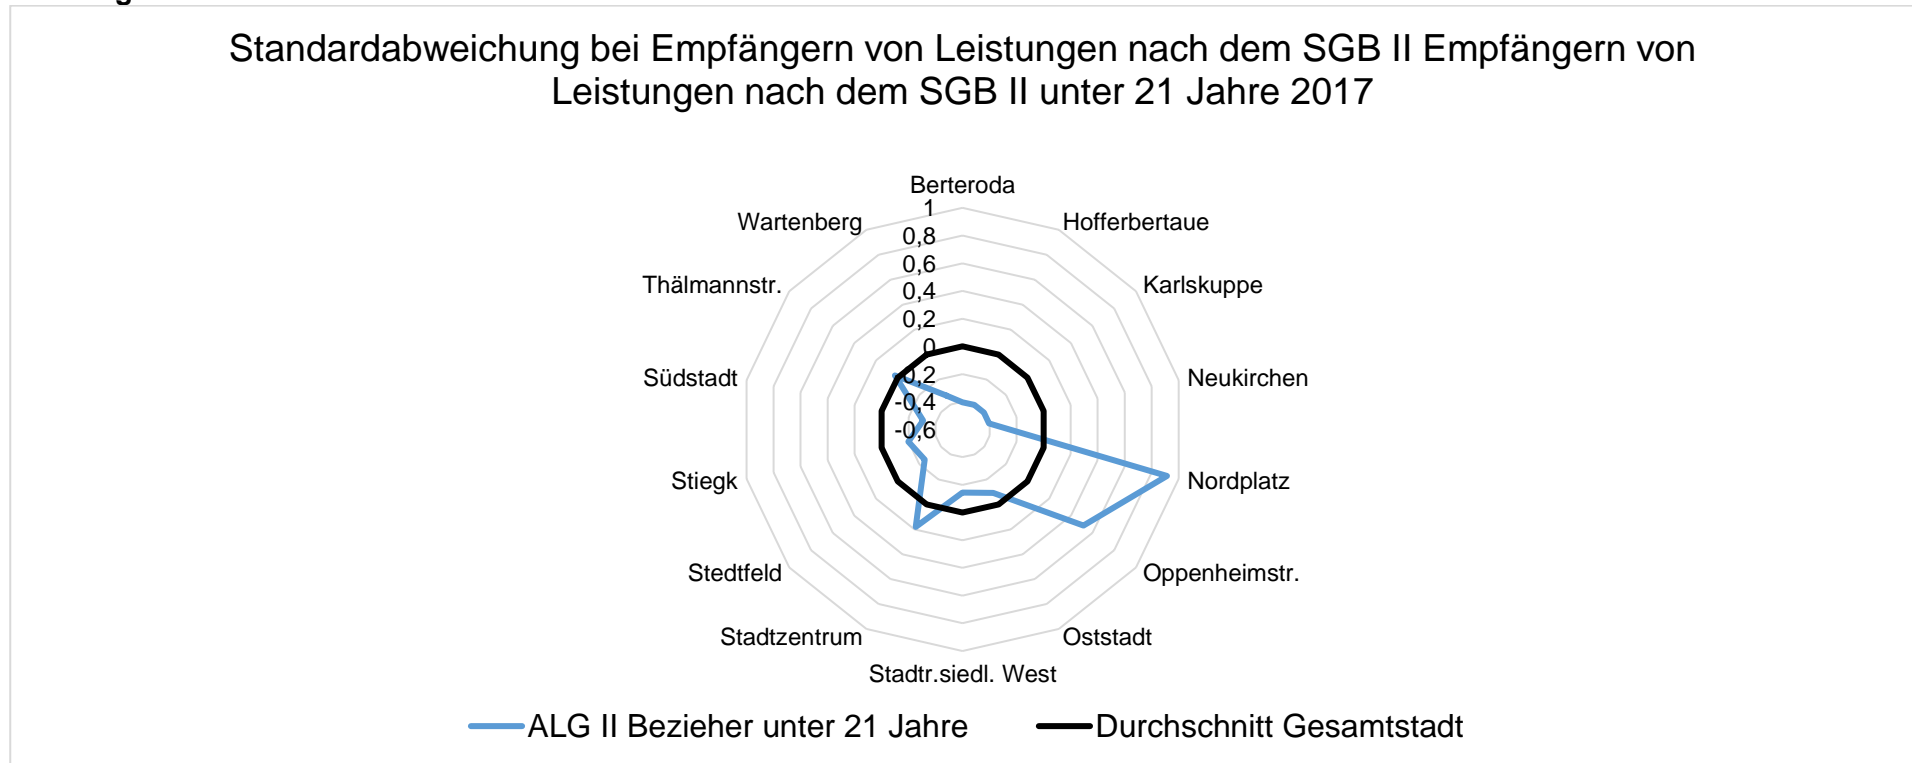 Standardabweichung bei Empfängern von Leistungen nach dem SGB II Empfängern von
Leistungen nach dem SGB II unter 21 Jahre 2017
Berteroda
Hofferbertaue
Karlskuppe
Neukirchen
Nordplatz
Oppenheimstr.
Oststadt
Stadtr.siedl. West
Stadtzentrum
Stedtfeld
Stiegk
Südstadt
Thälmannstr.
Wartenberg
1
0,8
0,6
0,4
0,2
0
-0,2
-0,4
-0,6
ALG II Bezieher unter 21 Jahre
Durchschnitt Gesamtstadt